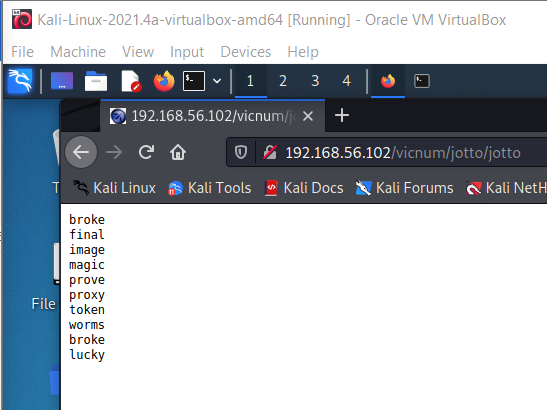 Kali-Linux-2021.4a-virtualbox-amd64 [Running] - Oracle VM VirtualBox
File Machine View Input Devices Help
1 2 3 4
192.168.56.102/vicnum/j
192.168.56.102/vicnum/jotto/jotto
Kali Linux Kali Tools Kali Docs Kali Forums Kali NetH
broke
final
image
magic
prove
proxy
token
worms
broke
lucky
T
File